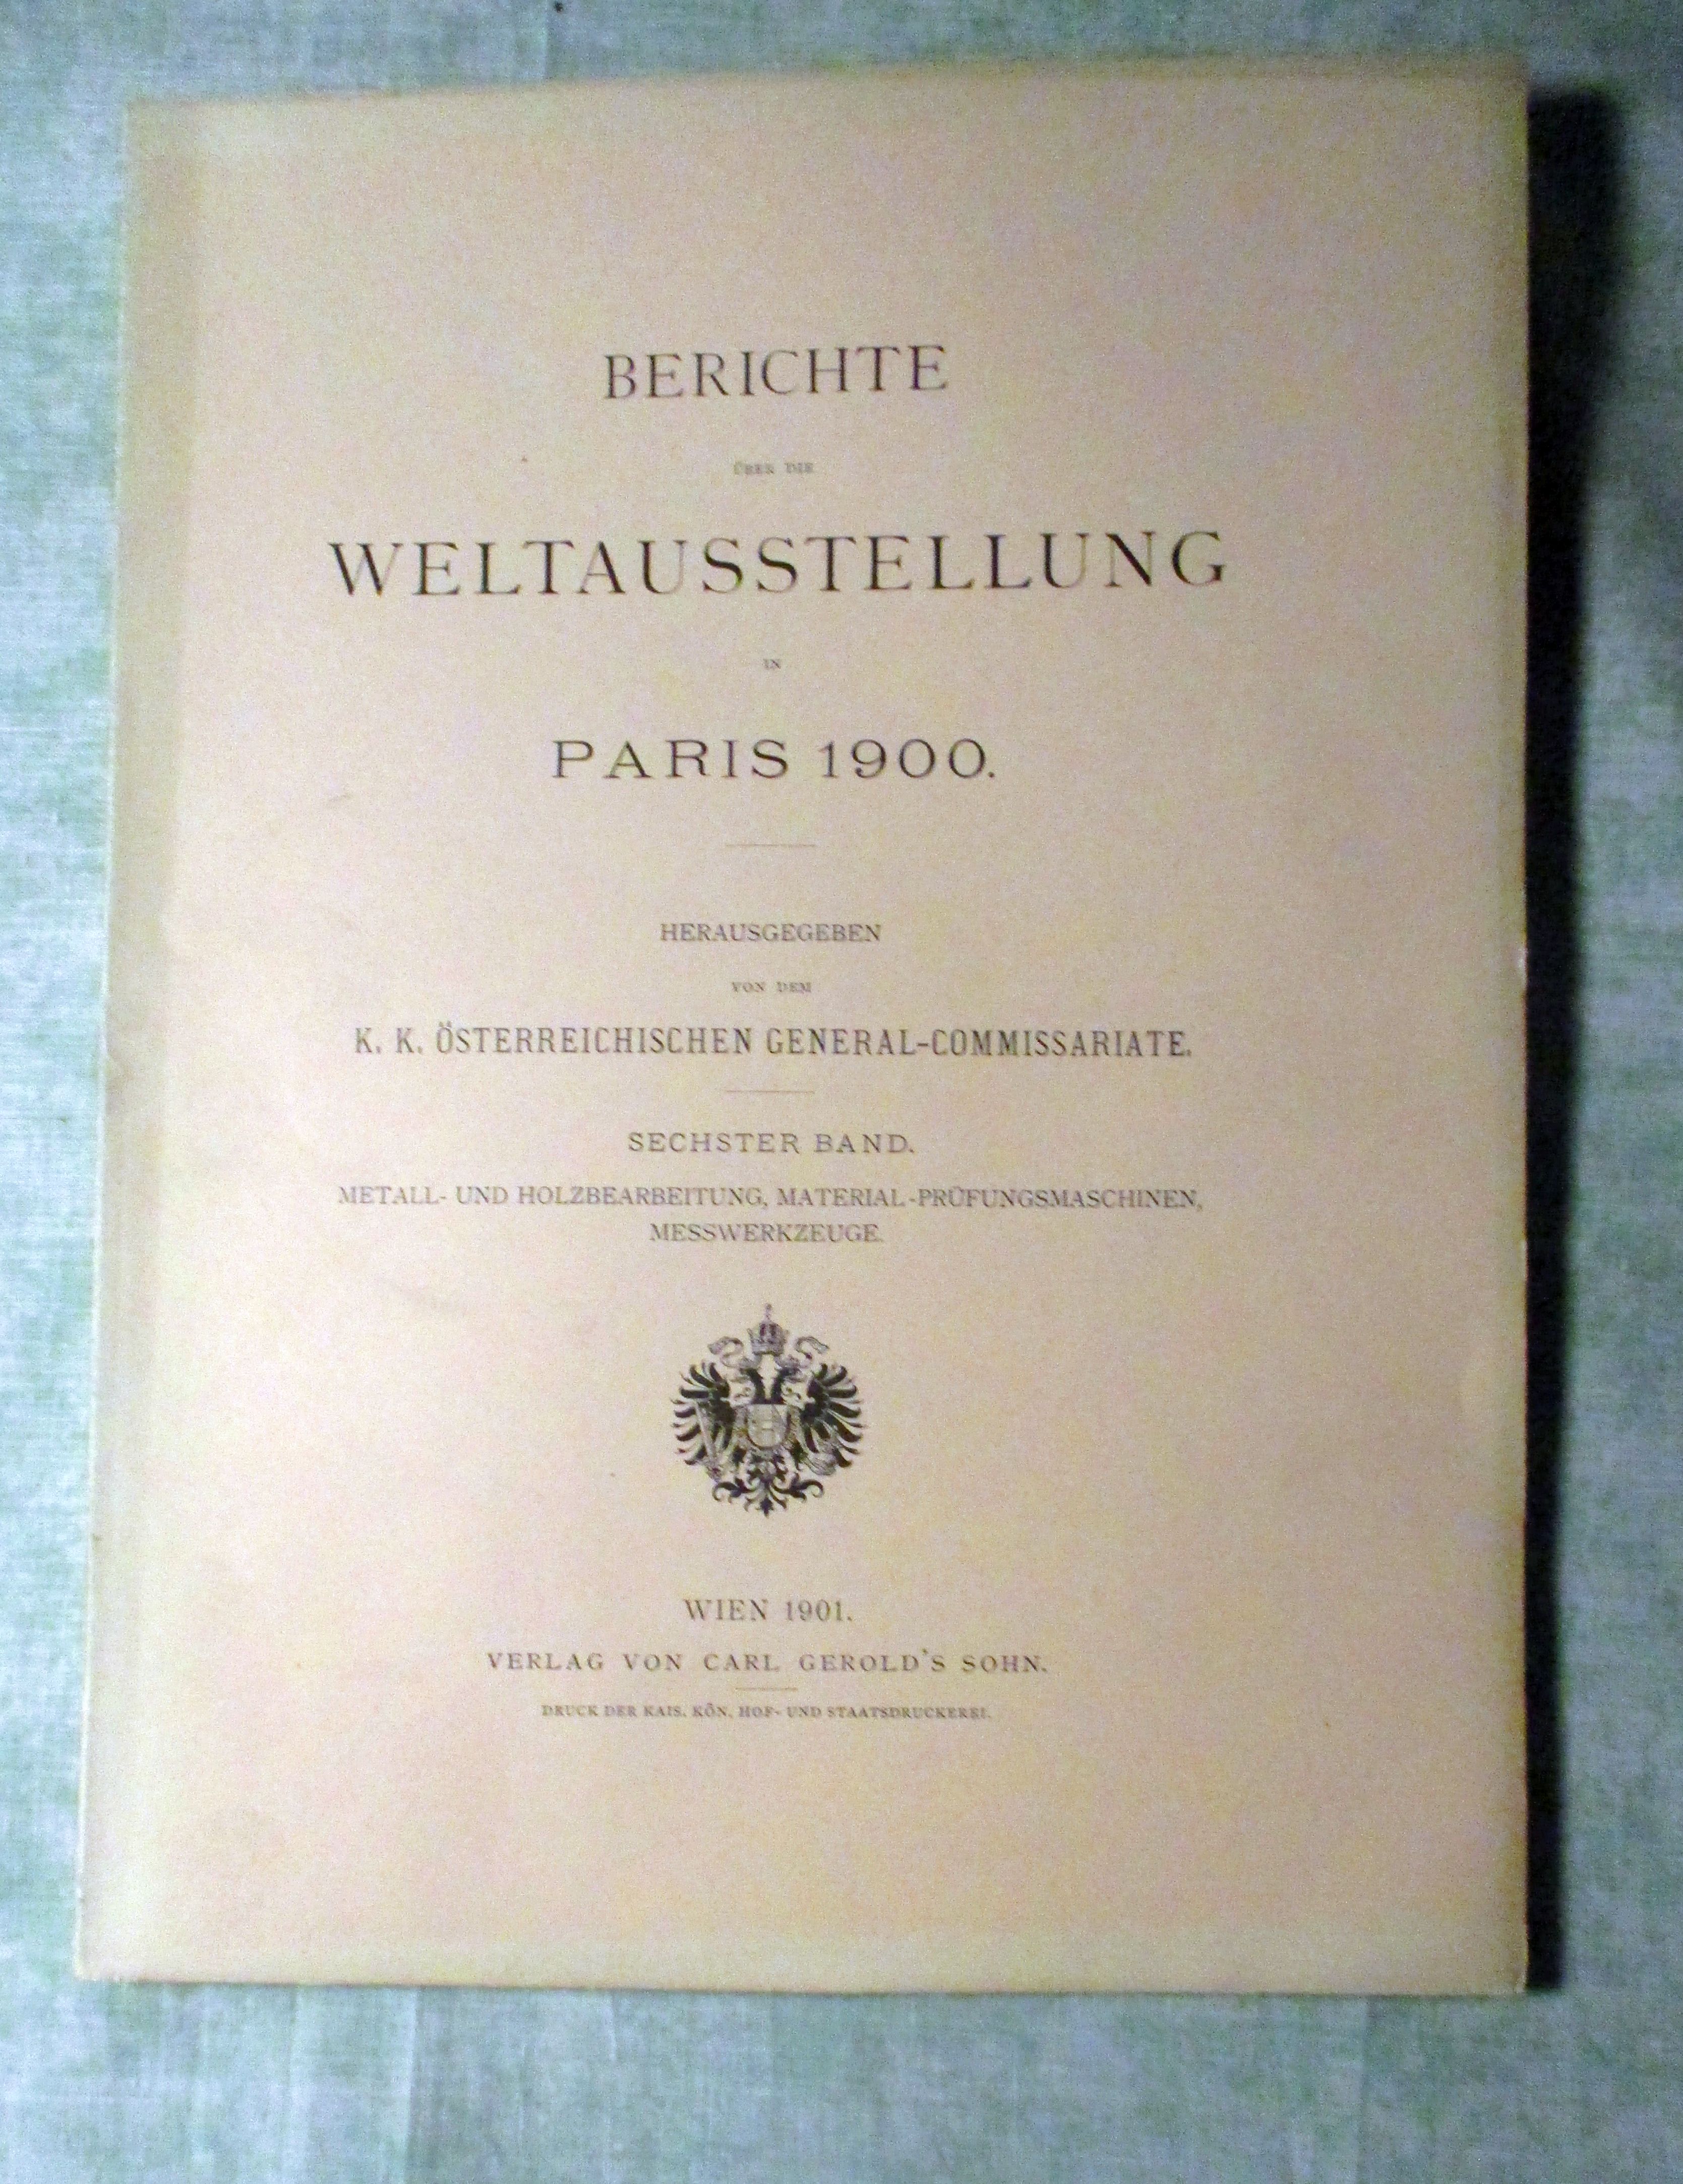 BERICHTE
ÜBER DIE
WELTAUSSTELLUNG
IN
PARIS 1900.
HERAUSGEGEBEN
VON DEM
K. K. ÖSTERREICHISCHEN GENERAL-COMMISSARIATE.
SECHSTER BAND.
METALL- UND HOLZBEARBEITUNG, MATERIAL-PRÜFUNGSMASCHINEN,
MESSWERKZEUGE.
WIEN 1901.
VERLAG VON CARL GEROLD'S SOHN.
DRUCK DER KAIS. KÖN. HOF- UND STAATSDRUCKEREI.